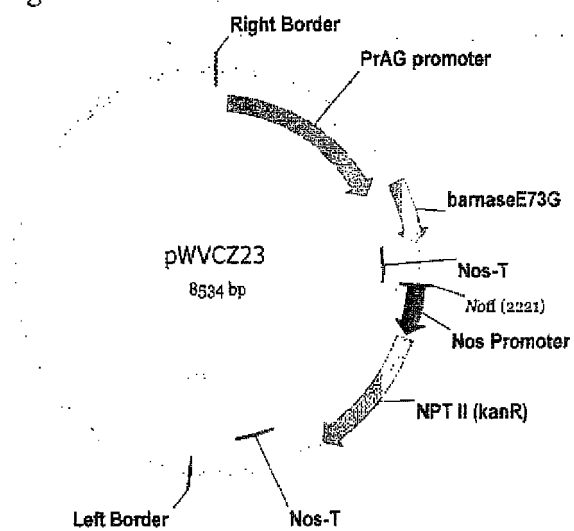 Right Border
PrAG promoter
barnaseE73G
pWVCZ23
8534 bp
Nos-T
NotI (2221)
Nos Promoter
NPT II (kanR)
Left Border
Nos-T